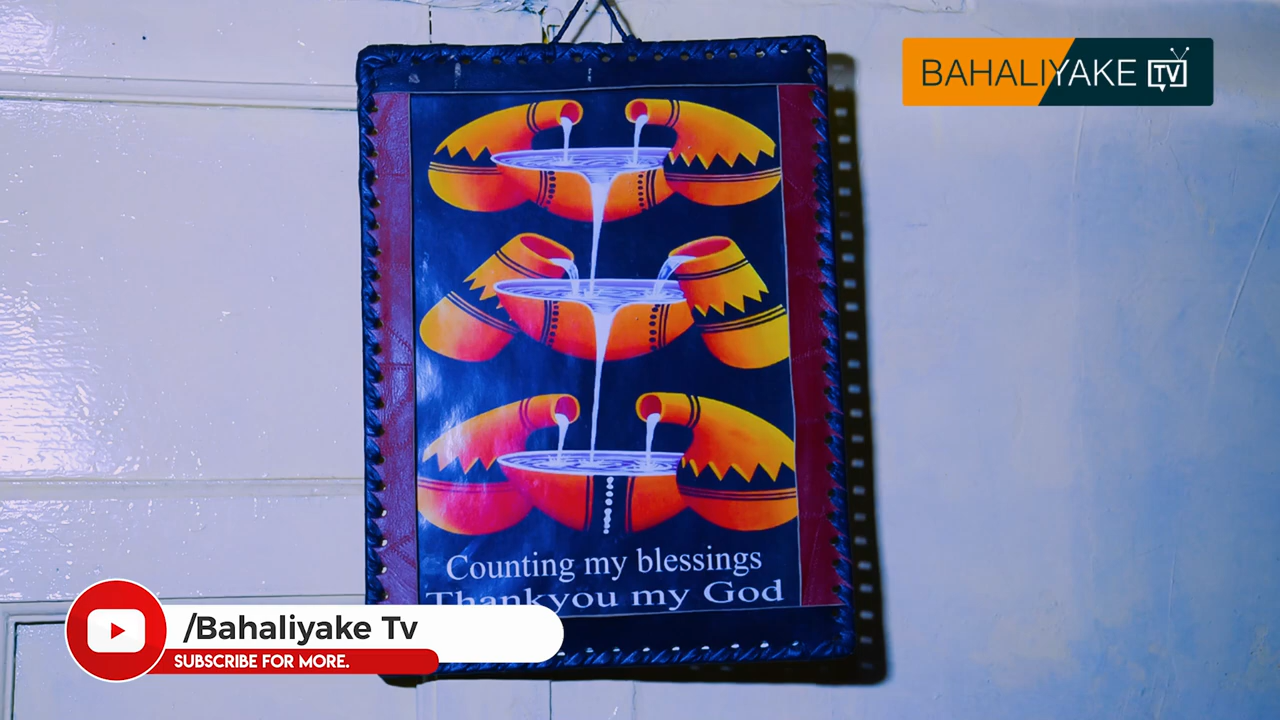 BAHALIYAKE TV
Counting my blessings
Thankyou my God
/Bahaliyake Tv
SUBSCRIBE FOR MORE.